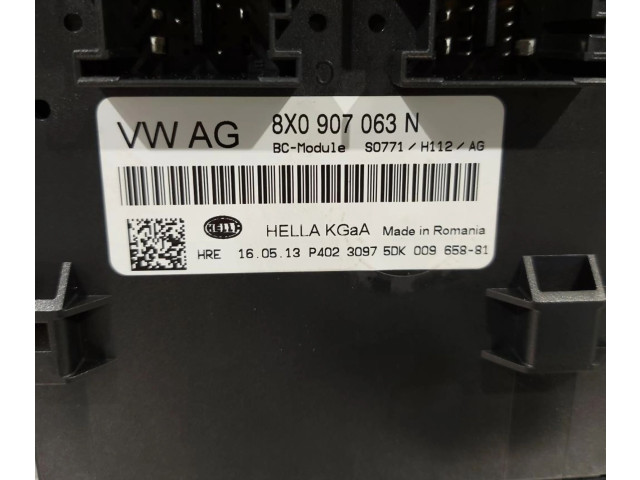 VW AG 8X0 907 063 N
BC-Module S0771/H112/AG
HELLA HELLA KGaA Made in Romania
HRE 16.05.13 P402 3097 5DK 009 658-81